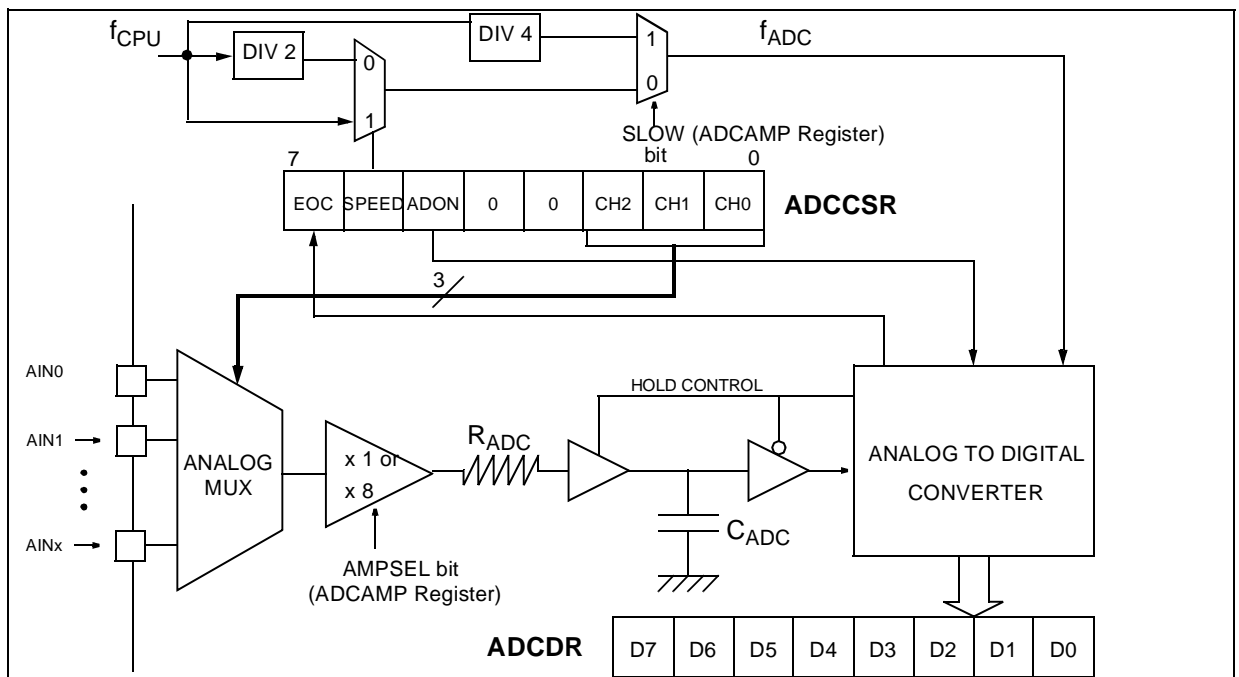 fCPU
DIV 2
DIV 4
0
1
1
0
fADC
SLOW (ADCAMP Register)
bit
7
0
EOC
SPEED
ADON
0
0
CH2
CH1
CH0
ADCCSR
3
AIN0
AIN1
AINx
ANALOG
MUX
x 1 or
x 8
AMPSEL bit
(ADCAMP Register)
RADC
HOLD CONTROL
CADC
ANALOG TO DIGITAL
CONVERTER
ADCDR
D7
D6
D5
D4
D3
D2
D1
D0